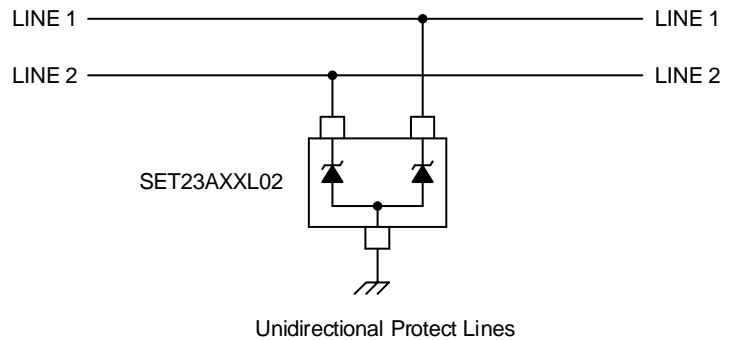 LINE 1 LINE 1
LINE 2 LINE 2
SET23AXXL02
Unidirectional Protect Lines